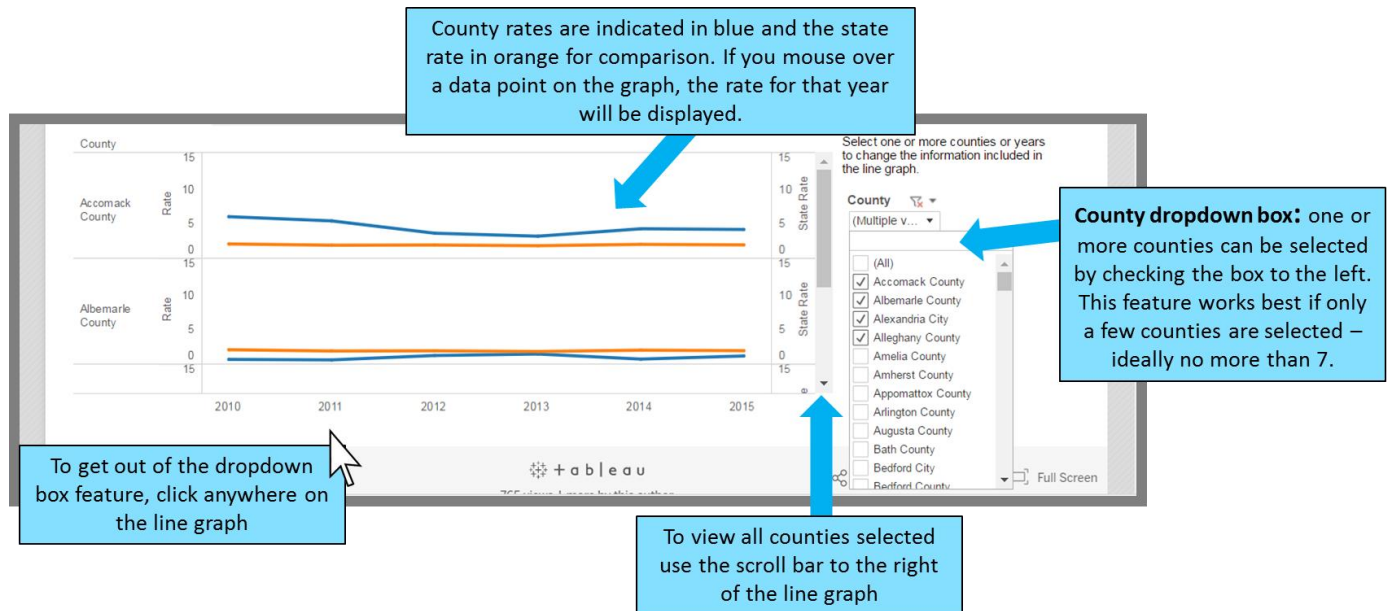 County rates are indicated in blue and the state
rate in orange for comparison. If you mouse over
a data point on the graph, the rate for that year
will be displayed.
County
Accomack
County
Rate
15
10
5
0
15
10
5
0
State Rate
Albemarle
County
Rate
15
10
5
0
15
10
5
0
State Rate
15
15
2010
2011
2012
2013
2014
2015
Select one or more counties or years
to change the information included in
the line graph.
County
(Multiple v...
(All)
Accomack County
Albemarle County
Alexandria City
Alleghany County
Amelia County
Amherst County
Appomattox County
Arlington County
Augusta County
Bath County
Bedford City
Bedford County
County dropdown box: one or
more counties can be selected
by checking the box to the left.
This feature works best if only
a few counties are selected –
ideally no more than 7.
To get out of the dropdown
box feature, click anywhere on
the line graph
+ a b l e a u
765 views | more by this author
Full Screen
To view all counties selected
use the scroll bar to the right
of the line graph